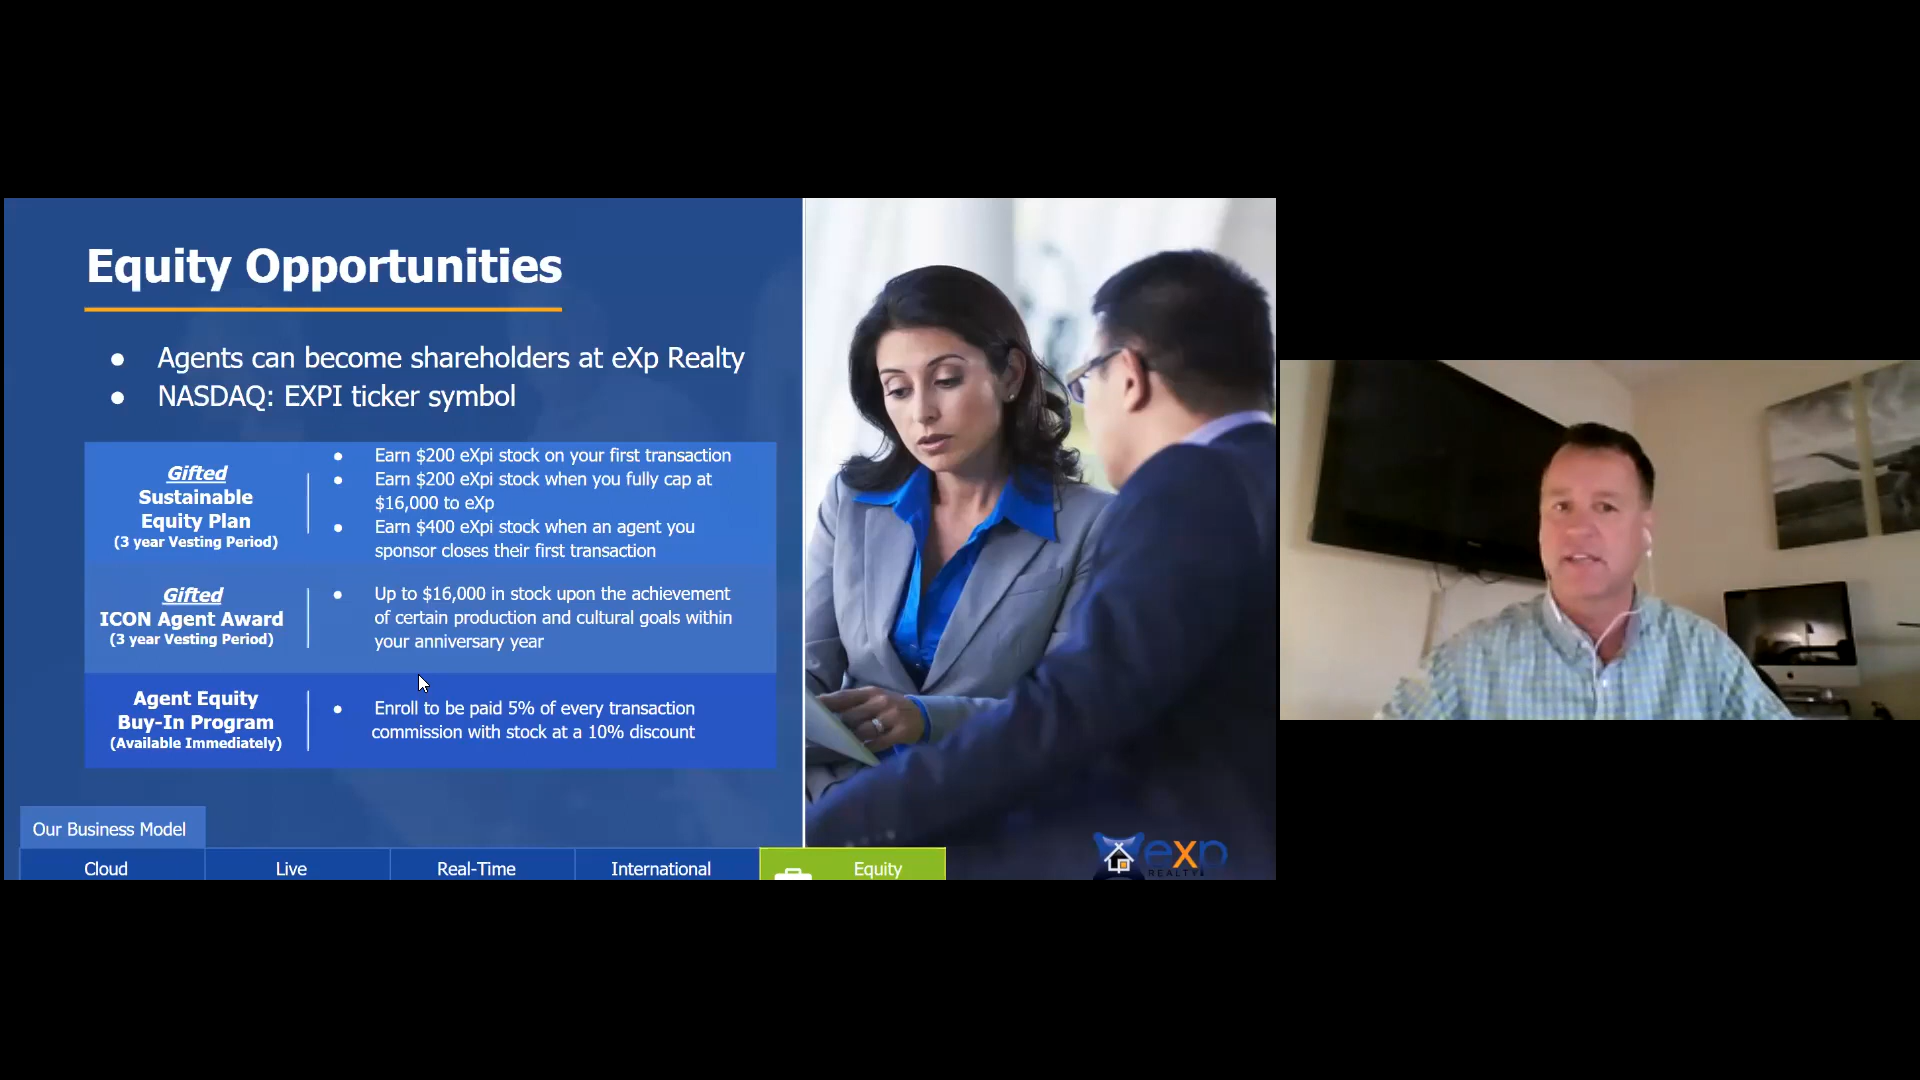 Equity Opportunities
● Agents can become shareholders at eXp Realty
● NASDAQ: EXPI ticker symbol
Gifted
Sustainable
Equity Plan
(3 year Vesting Period)
● Earn $200 eXpi stock on your first transaction
● Earn $200 eXpi stock when you fully cap at
$16,000 to eXp
● Earn $400 eXpi stock when an agent you
sponsor closes their first transaction
Gifted
ICON Agent Award
(3 year Vesting Period)
● Up to $16,000 in stock upon the achievement
of certain production and cultural goals within
your anniversary year
Agent Equity
Buy-In Program
(Available Immediately)
● Enroll to be paid 5% of every transaction
commission with stock at a 10% discount
Our Business Model
Cloud
Live
Real-Time
International
Equity
eXp
REALTY